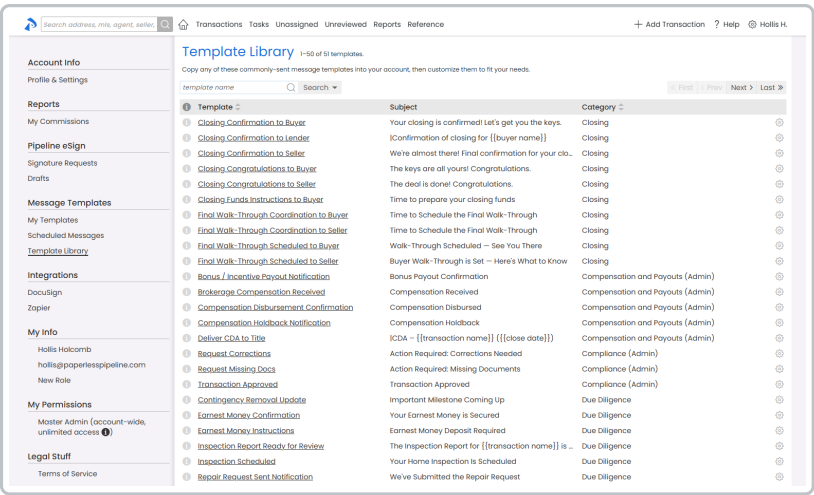 Search address, mls, agent, seller,
Transactions Tasks Unassigned Unreviewed Reports Reference
+ Add Transaction ? Help Hollis H.
Account Info
Profile & Settings
Reports
My Commissions
Pipeline eSign
Signature Requests
Drafts
Message Templates
My Templates
Scheduled Messages
Template Library
Integrations
DocuSign
Zapier
My Info
Hollis Holcomb
hollis@paperlesspipeline.com
New Role
My Permissions
Master Admin (account-wide,
unlimited access i)
Legal Stuff
Terms of Service
Template Library 1-50 of 51 templates.
Copy any of these commonly-sent message templates into your account, then customize them to fit your needs.
template name Search
< First < Prev Next > Last »
Template Subject Category
Closing Confirmation to Buyer Your closing is confirmed! Let's get you the keys. Closing
Closing Confirmation to Lender [Confirmation of closing for {{buyer name}} Closing
Closing Confirmation to Seller We're almost there! Final confirmation for your clo... Closing
Closing Congratulations to Buyer The keys are all yours! Congratulations. Closing
Closing Congratulations to Seller The deal is done! Congratulations. Closing
Closing Funds Instructions to Buyer Time to prepare your closing funds Closing
Final Walk-Through Coordination to Buyer Time to Schedule the Final Walk-Through Closing
Final Walk-Through Coordination to Seller Time to Schedule the Final Walk-Through Closing
Final Walk-Through Scheduled to Buyer Walk-Through Scheduled — See You There Closing
Final Walk-Through Scheduled to Seller Buyer Walk-Through is Set — Here's What to Know Closing
Bonus / Incentive Payout Notification Bonus Payout Confirmation Compensation and Payouts (Admin)
Brokerage Compensation Received Compensation Received Compensation and Payouts (Admin)
Compensation Disbursement Confirmation Compensation Disbursed Compensation and Payouts (Admin)
Compensation Holdback Notification Compensation Holdback Compensation and Payouts (Admin)
Deliver CDA to Title [CDA – {{transaction name}} ({{close date}}) Compensation and Payouts (Admin)
Request Corrections Action Required: Corrections Needed Compliance (Admin)
Request Missing Docs Action Required: Missing Documents Compliance (Admin)
Transaction Approved Transaction Approved Compliance (Admin)
Contingency Removal Update Important Milestone Coming Up Due Diligence
Earnest Money Confirmation Your Earnest Money is Secured Due Diligence
Earnest Money Instructions Earnest Money Deposit Required Due Diligence
Inspection Report Ready for Review The Inspection Report for {{transaction name}} is ... Due Diligence
Inspection Scheduled Your Home Inspection Is Scheduled Due Diligence
Repair Request Sent Notification We've Submitted the Repair Request Due Diligence